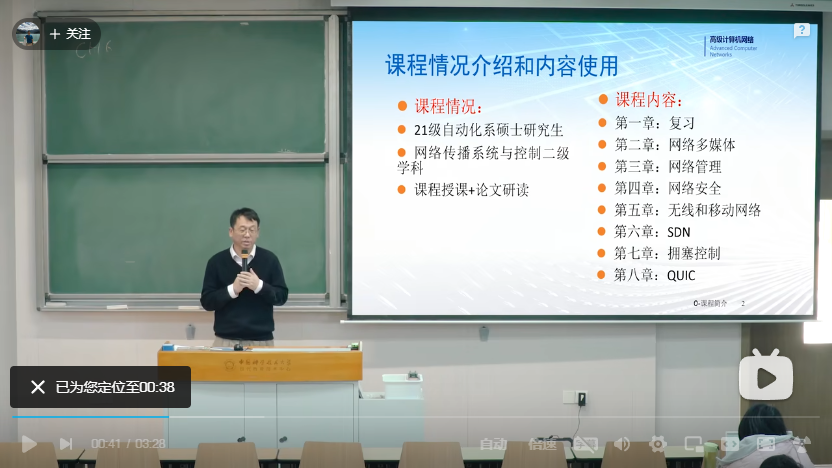 + 关注
CHR
高级计算机网络
Advanced Computer
Networks
?
课程情况介绍和内容使用
课程情况：
21级自动化系硕士研究生
网络传播系统与控制二级
学科
课程授课+论文研读
课程内容：
第一章：复习
第二章：网络多媒体
第三章：网络管理
第四章：网络安全
第五章：无线和移动网络
第六章：SDN
第七章：拥塞控制
第八章：QUIC
0-课程简介 2
已为您定位至00:38
00:41 / 03:28
自动
倍速